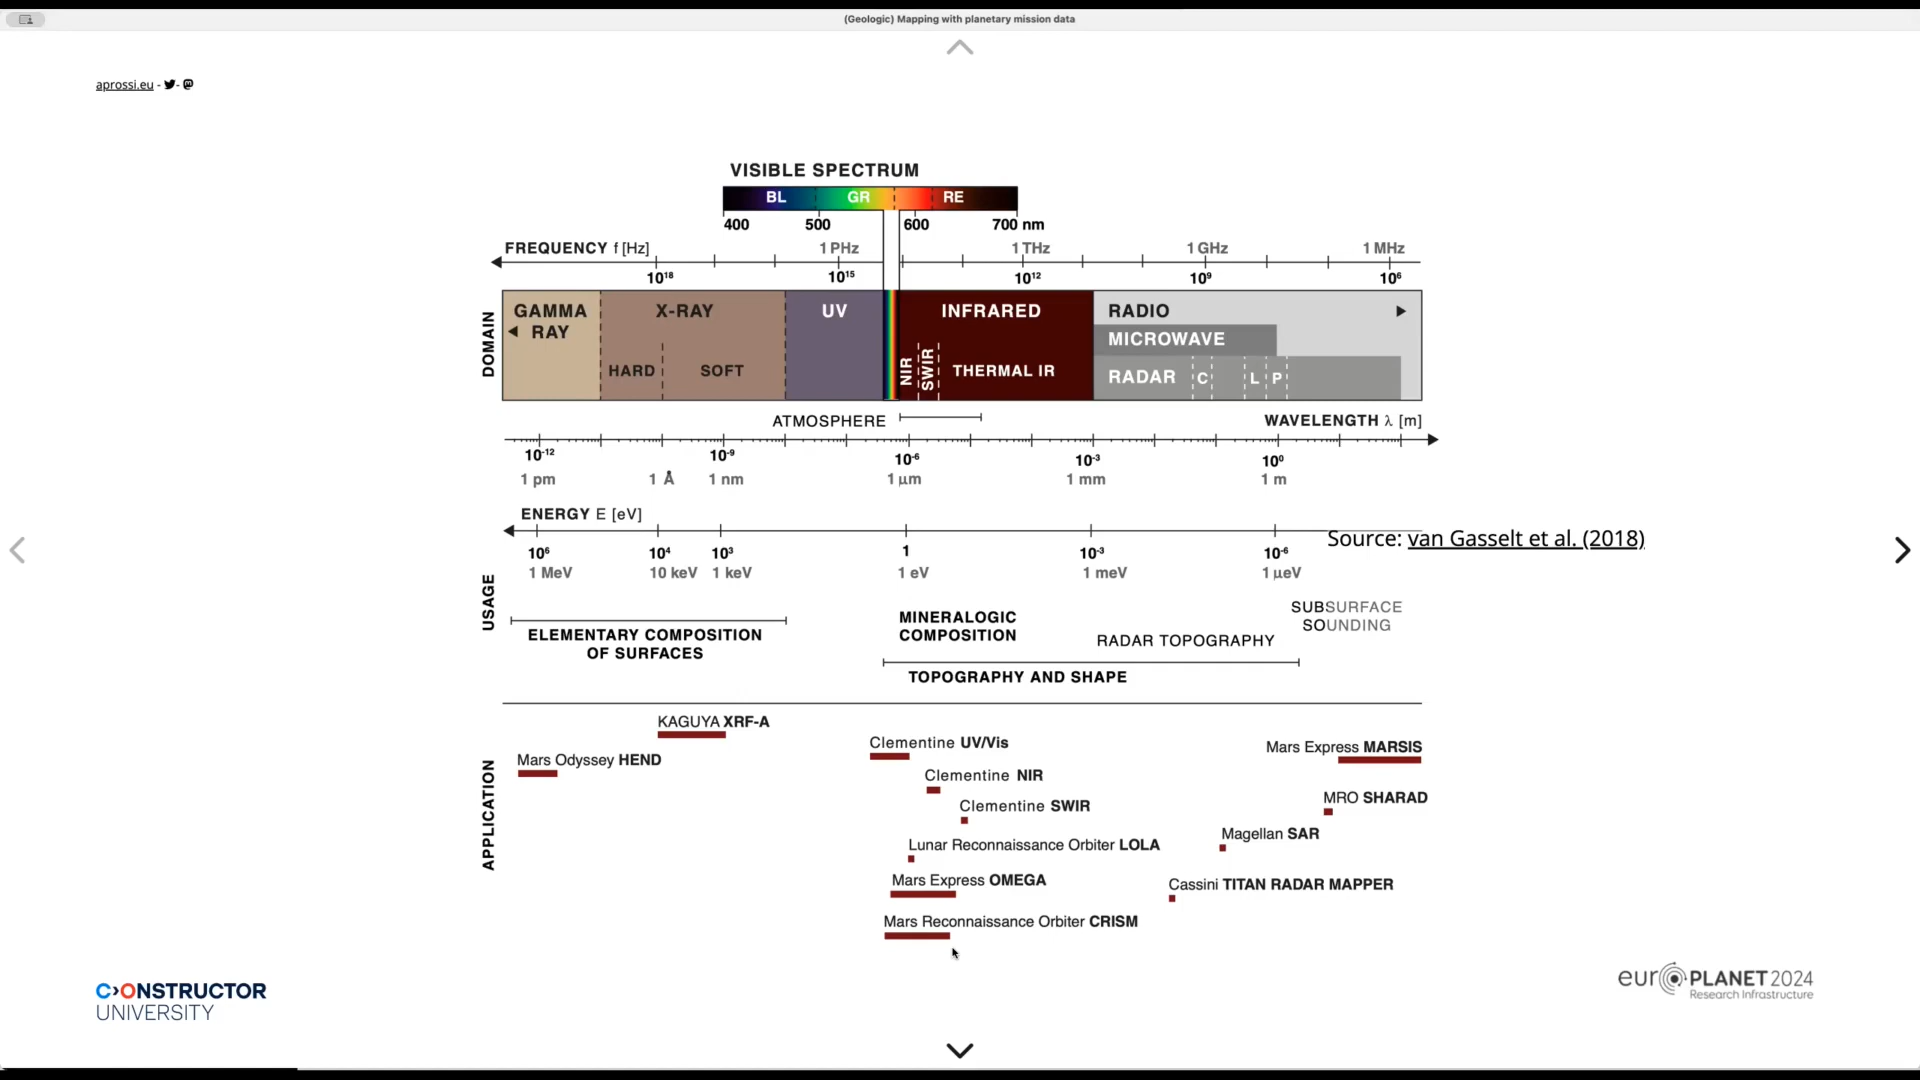 (Geologic) Mapping with planetary mission data
aprossi.eu - -
VISIBLE SPECTRUM
BL GR RE
400 500 600 700 nm
FREQUENCY f [Hz] 1 PHz 1 THz 1 GHz 1 MHz
10¹⁸ 10¹⁵ 10¹² 10⁹ 10⁶
DOMAIN
GAMMA RAY
X-RAY
HARD SOFT
UV
INFRARED
NIR SWIR THERMAL IR
RADIO
MICROWAVE
RADAR C L P
ATMOSPHERE
WAVELENGTH λ [m]
10⁻¹² 10⁻⁹ 10⁻⁶ 10⁻³ 10⁰
1 pm 1 Å 1 nm 1 µm 1 mm 1 m
ENERGY E [eV]
10⁶ 10⁴ 10³ 1 10⁻³ 10⁻⁶
1 MeV 10 keV 1 keV 1 eV 1 meV 1 µeV
Source: van Gasselt et al. (2018)
USAGE
ELEMENTARY COMPOSITION
OF SURFACES
MINERALOGIC
COMPOSITION
RADAR TOPOGRAPHY
SUBSURFACE
SOUNDING
TOPOGRAPHY AND SHAPE
APPLICATION
KAGUYA XRF-A
Mars Odyssey HEND
Clementine UV/Vis
Clementine NIR
Clementine SWIR
Lunar Reconnaissance Orbiter LOLA
Mars Express OMEGA
Mars Reconnaissance Orbiter CRISM
Mars Express MARSIS
MRO SHARAD
Magellan SAR
Cassini TITAN RADAR MAPPER
CONSTRUCTOR
UNIVERSITY
euro PLANET 2024
Research Infrastructure